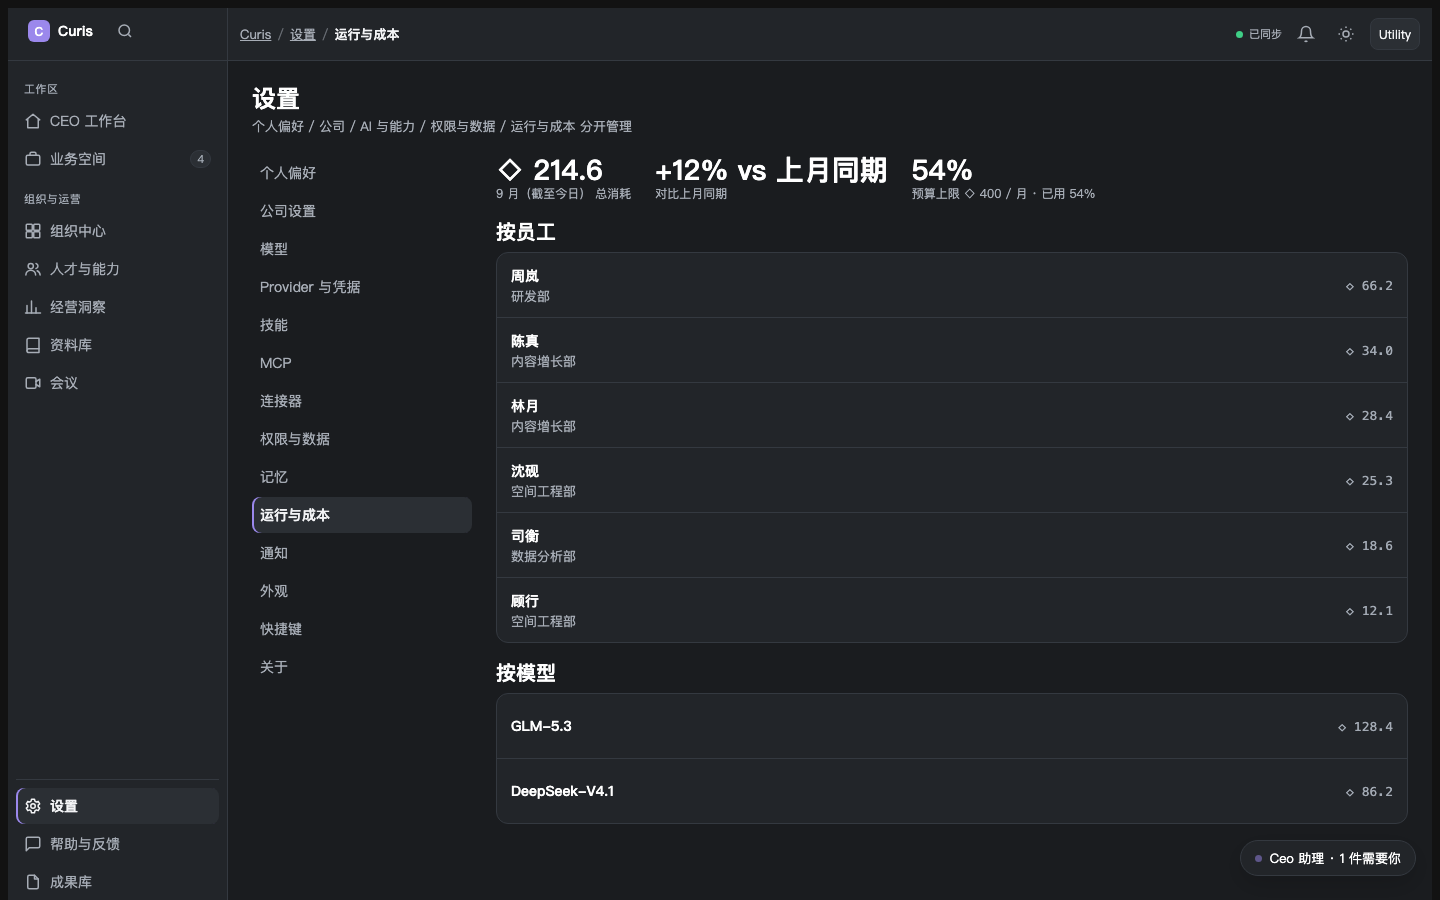 C Curis
Curis / 设置 / 运行与成本
已同步
Utility
工作区
CEO 工作台
业务空间 4
组织与运营
组织中心
人才与能力
经营洞察
资料库
会议
设置
帮助与反馈
成果库
设置
个人偏好 / 公司 / AI 与能力 / 权限与数据 / 运行与成本 分开管理
个人偏好
公司设置
模型
Provider 与凭据
技能
MCP
连接器
权限与数据
记忆
运行与成本
通知
外观
快捷键
关于
◇ 214.6
9 月（截至今日） 总消耗
+12% vs 上月同期
对比上月同期
54%
预算上限 ◇ 400 / 月 · 已用 54%
按员工
周岚
研发部
◇ 66.2
陈真
内容增长部
◇ 34.0
林月
内容增长部
◇ 28.4
沈砚
空间工程部
◇ 25.3
司衡
数据分析部
◇ 18.6
顾行
空间工程部
◇ 12.1
按模型
GLM-5.3
◇ 128.4
DeepSeek-V4.1
◇ 86.2
Ceo 助理 · 1 件需要你